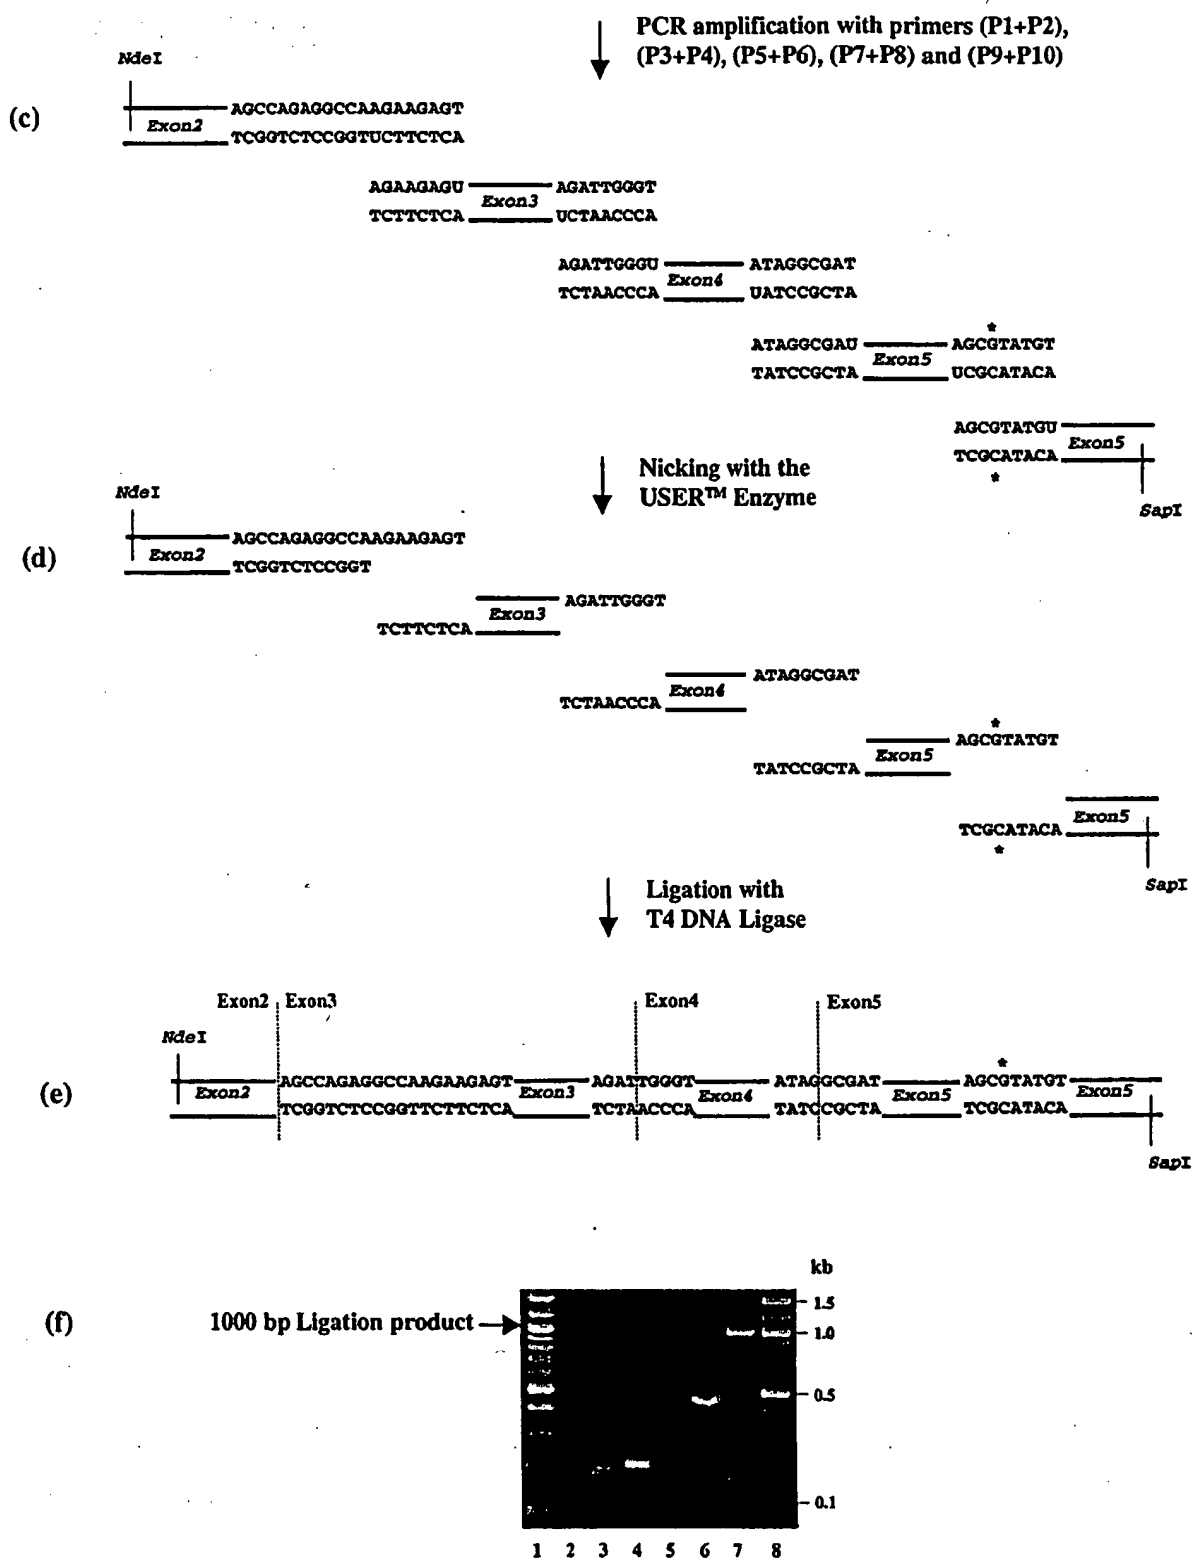 PCR amplification with primers (P1+P2),
(P3+P4), (P5+P6), (P7+P8) and (P9+P10)
NdeI
(c)
AGCCAGAGGCCAAGAAGAGT
Exon2
TCGGTCTCCGGTUCTTCTCA
AGAAGAGU AGATTGGGT
Exon3
TCTTCTCA UCTAACCCA
AGATTGGGU ATAGGCGAT
Exon4
TCTAACCCA UATCCGCTA
*
ATAGGCGAU AGCGTATGT
Exon5
TATCCGCTA UCGCATACA
AGCGTATGU
Exon5
TCGCATACA
*
SapI
Nicking with the
USER™ Enzyme
NdeI
(d)
AGCCAGAGGCCAAGAAGAGT
Exon2
TCGGTCTCCGGT
AGATTGGGT
Exon3
TCTTCTCA
ATAGGCGAT
Exon4
TCTAACCCA
*
AGCGTATGT
Exon5
TATCCGCTA
Exon5
TCGCATACA
*
SapI
Ligation with
T4 DNA Ligase
Exon2 Exon3 Exon4 Exon5
NdeI
*
(e)
AGCCAGAGGCCAAGAAGAGT AGATTGGGT ATAGGCGAT AGCGTATGT
Exon2 Exon3 Exon4 Exon5 Exon5
TCGGTCTCCGGTTCTTCTCA TCTAACCCA TATCCGCTA TCGCATACA
SapI
kb
(f)
1000 bp Ligation product
1.5
1.0
0.5
0.1
1 2 3 4 5 6 7 8